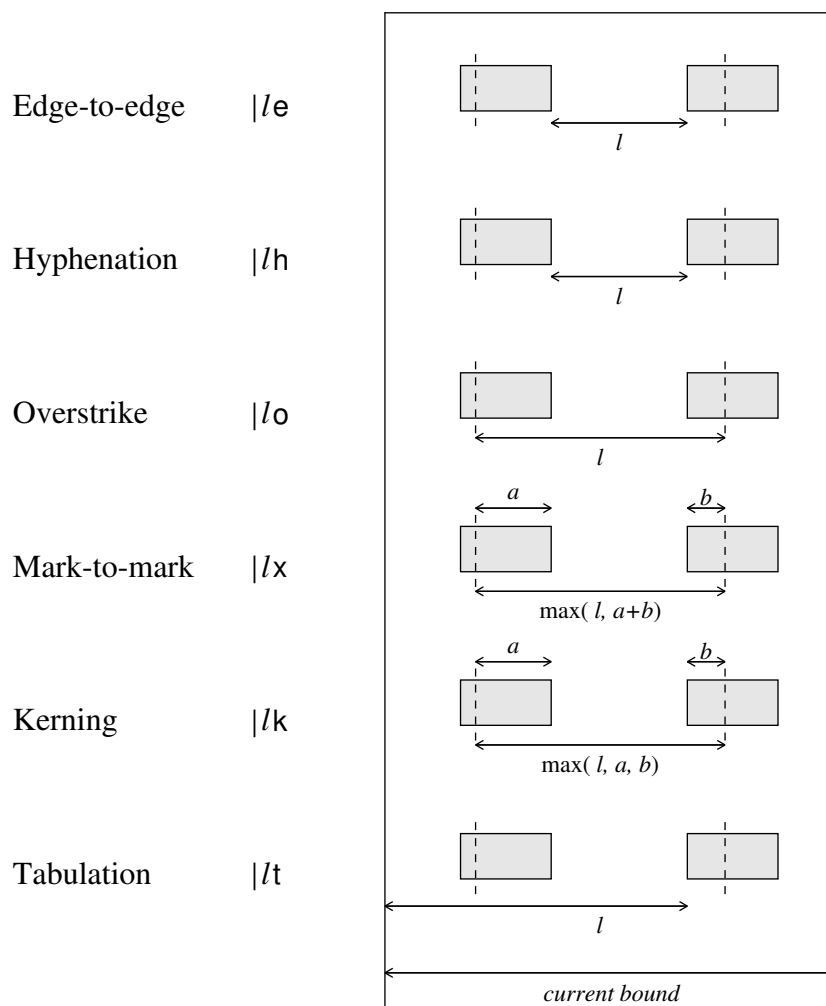 Edge-to-edge |le
l
Hyphenation |lh
l
Overstrike |lo
l
a b
Mark-to-mark |lx
max( l, a+b)
a b
Kerning |lk
max( l, a, b)
Tabulation |lt
l
current bound